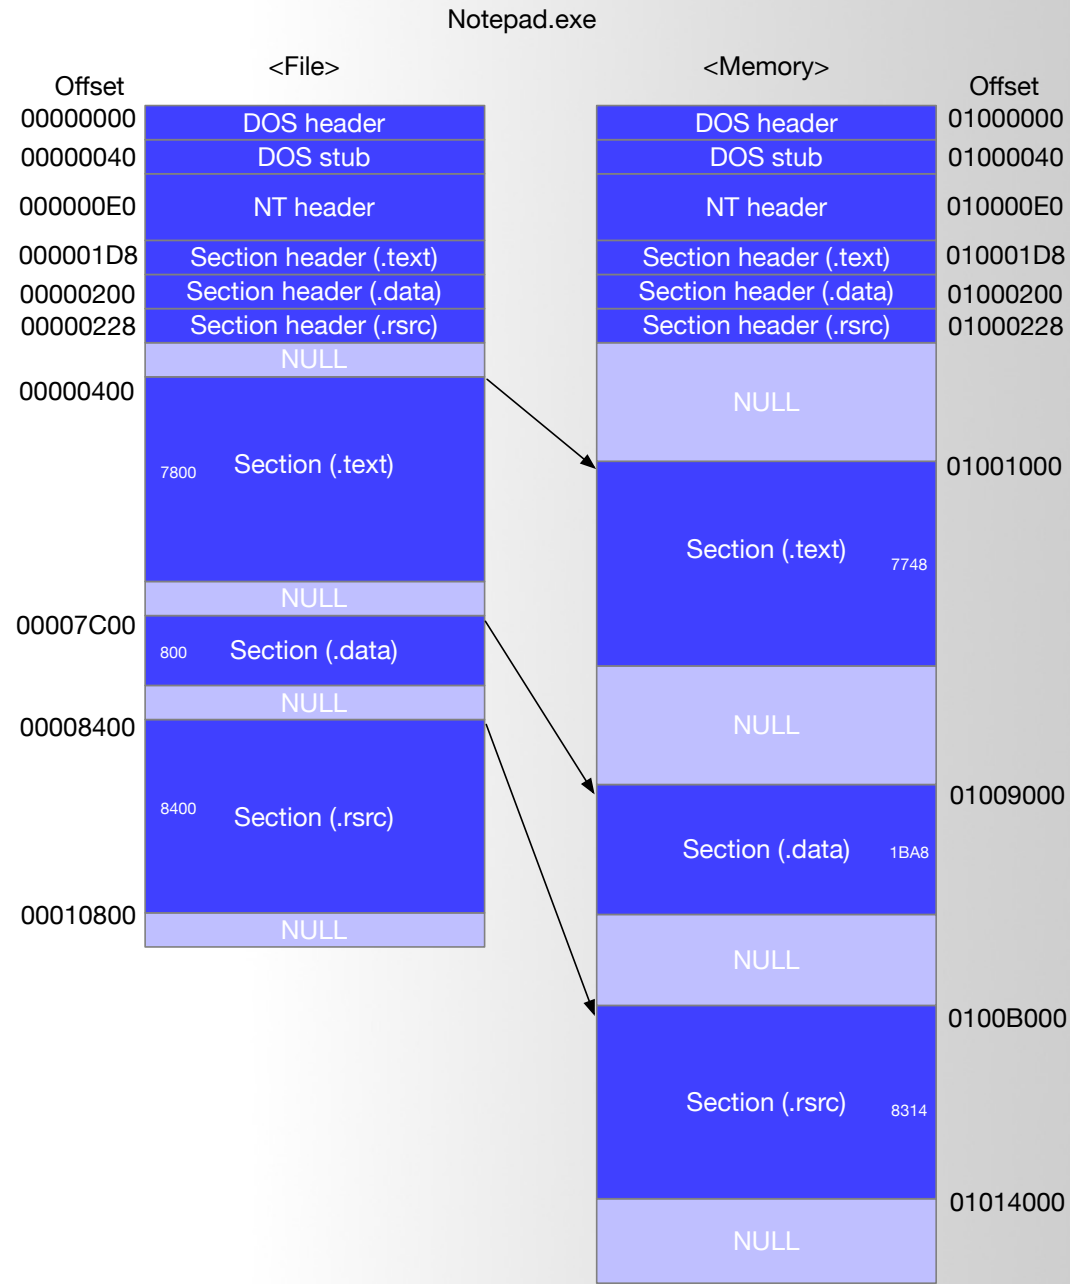 Notepad.exe
<File>
<Memory>
Offset
Offset
00000000
DOS header
DOS header
01000000
00000040
DOS stub
DOS stub
01000040
000000E0
NT header
NT header
010000E0
000001D8
Section header (.text)
Section header (.text)
010001D8
00000200
Section header (.data)
Section header (.data)
01000200
00000228
Section header (.rsrc)
Section header (.rsrc)
01000228
NULL
00000400
NULL
7800
Section (.text)
01001000
Section (.text)
7748
NULL
00007C00
800
Section (.data)
NULL
00008400
NULL
8400
Section (.rsrc)
01009000
Section (.data)
1BA8
00010800
NULL
NULL
0100B000
Section (.rsrc)
8314
01014000
NULL